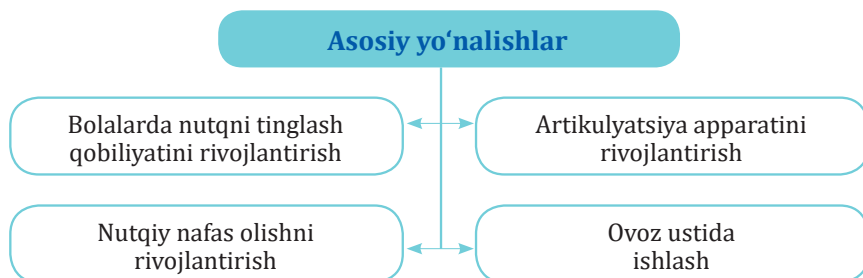 Asosiy yo‘nalishlar
Bolalarda nutqni tinglash
qobiliyatini rivojlantirish
Artikulyatsiya apparatini
rivojlantirish
Nutqiy nafas olishni
rivojlantirish
Ovoz ustida
ishlash